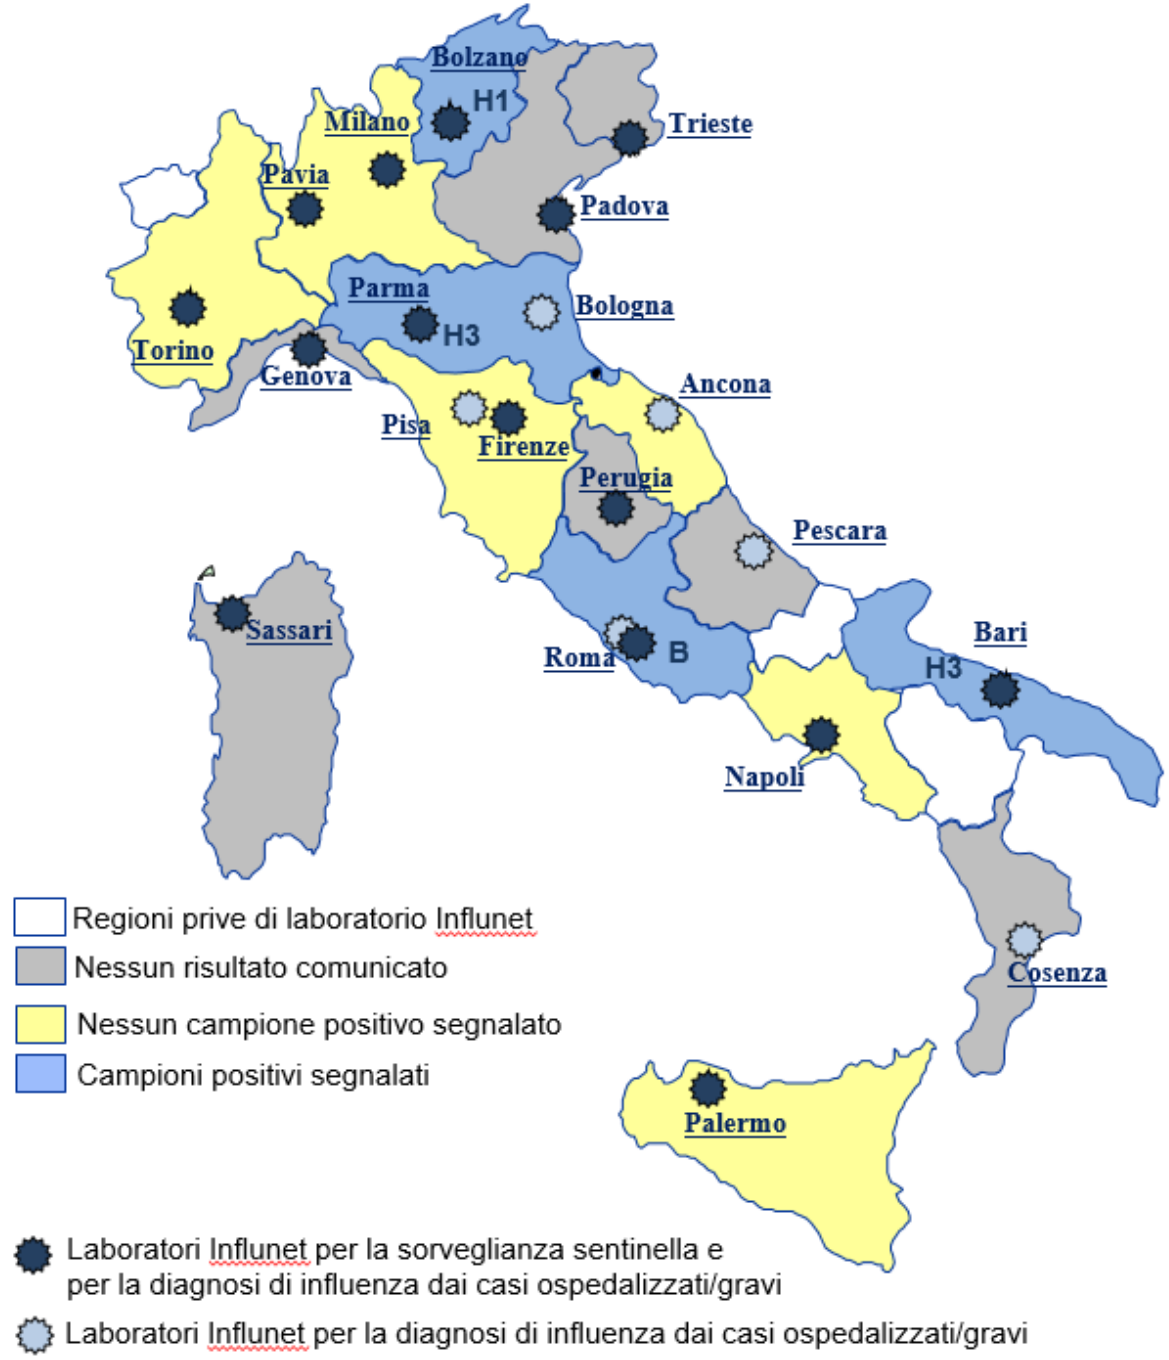 Bolzano
H1
Milano
Trieste
Pavia
Padova
Parma
Bologna
H3
Torino
Genova
Ancona
Pisa
Firenze
Perugia
Pescara
Sassari
Bari
Roma
B
H3
Napoli
Regioni prive di laboratorio Influnet
Nessun risultato comunicato
Cosenza
Nessun campione positivo segnalato
Campioni positivi segnalati
Palermo
Laboratori Influnet per la sorveglianza sentinella e
per la diagnosi di influenza dai casi ospedalizzati/gravi
Laboratori Influnet per la diagnosi di influenza dai casi ospedalizzati/gravi